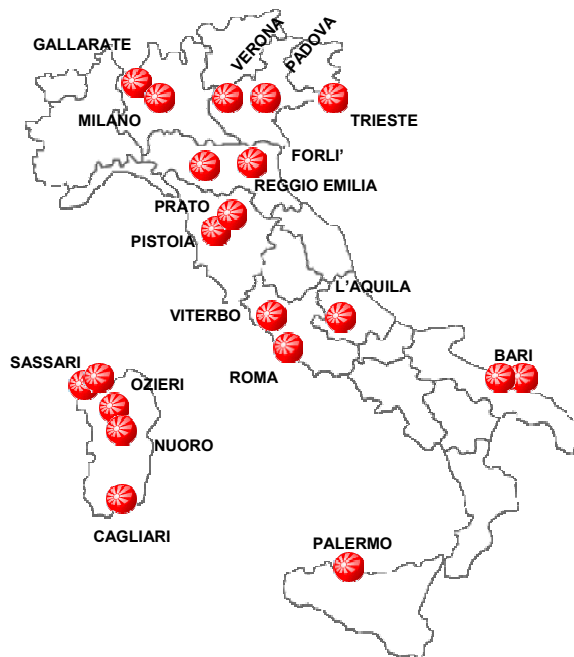 GALLARATE
VERONA
PADOVA
MILANO
TRIESTE
FORLI'
REGGIO EMILIA
PRATO
PISTOIA
L'AQUILA
VITERBO
ROMA
BARI
SASSARI
OZIERI
NUORO
CAGLIARI
PALERMO